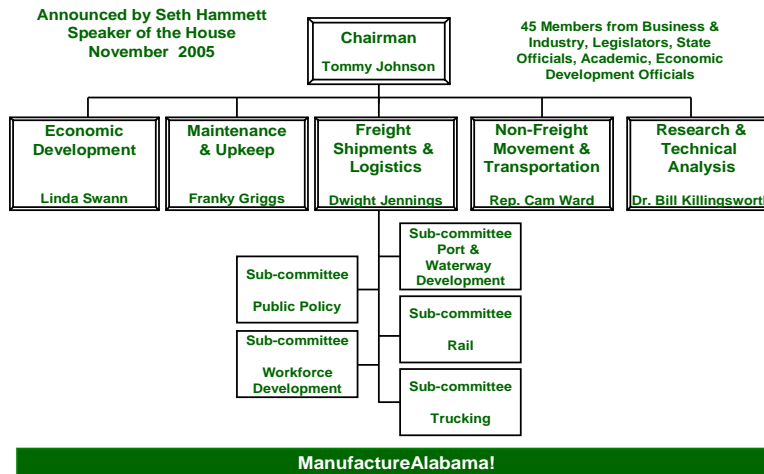 Announced by Seth Hammett
Speaker of the House
November 2005
Chairman
Tommy Johnson
45 Members from Business &
Industry, Legislators, State
Officials, Academic, Economic
Development Officials
Economic
Development
Linda Swann
Maintenance
& Upkeep
Franky Griggs
Freight
Shipments &
Logistics
Dwight Jennings
Non-Freight
Movement &
Transportation
Rep. Cam Ward
Research &
Technical
Analysis
Dr. Bill Killingsworth
Sub-committee
Port &
Waterway
Development
Sub-committee
Public Policy
Sub-committee
Rail
Sub-committee
Workforce
Development
Sub-committee
Trucking
ManufactureAlabama!